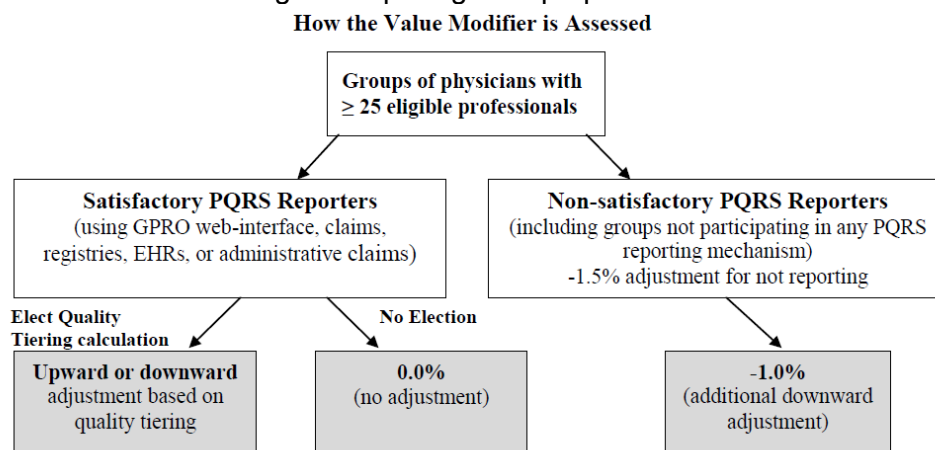 How the Value Modifier is Assessed
Groups of physicians with
≥ 25 eligible professionals
Satisfactory PQRS Reporters
(using GPRO web-interface, claims,
registries, EHRs, or administrative claims)
Non-satisfactory PQRS Reporters
(including groups not participating in any PQRS
reporting mechanism)
-1.5% adjustment for not reporting
Elect Quality
Tiering calculation
No Election
Upward or downward
adjustment based on
quality tiering
0.0%
(no adjustment)
-1.0%
(additional downward
adjustment)